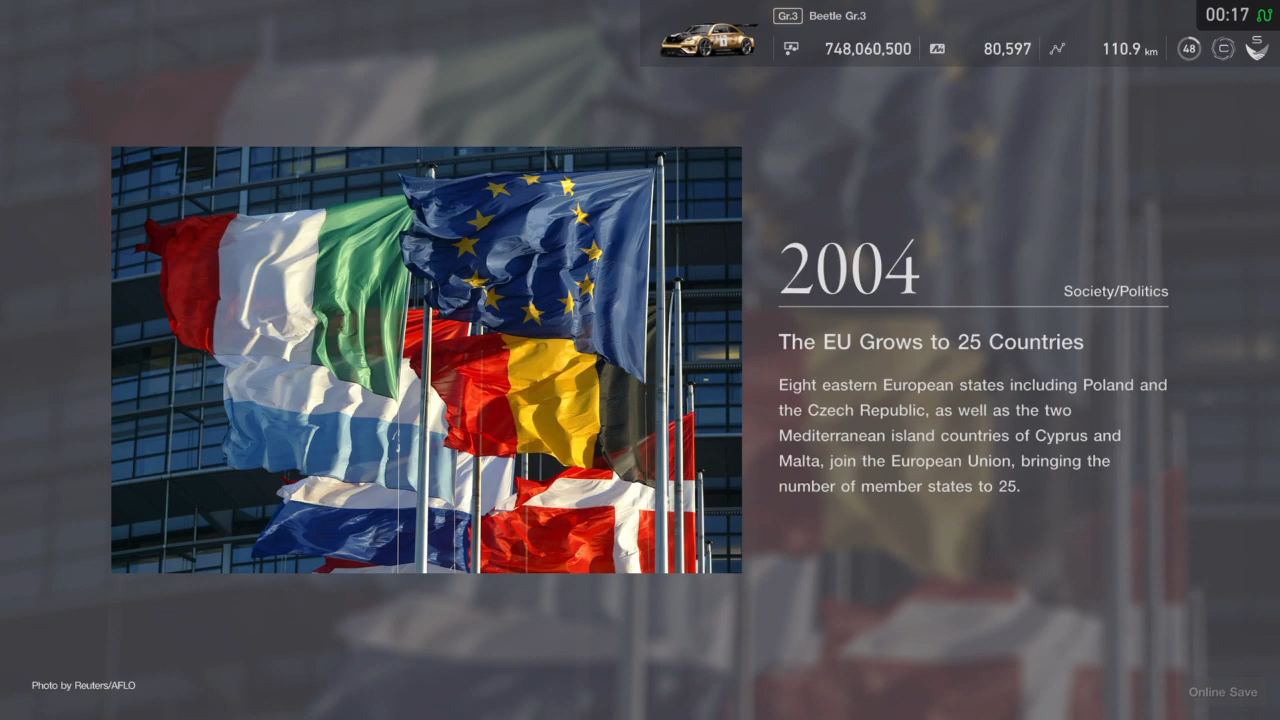 Gr.3 Beetle Gr.3
00:17
748,060,500 80,597 110.9 km 48 C S
2004
Society/Politics
The EU Grows to 25 Countries
Eight eastern European states including Poland and
the Czech Republic, as well as the two
Mediterranean island countries of Cyprus and
Malta, join the European Union, bringing the
number of member states to 25.
Photo by Reuters/AFLO
Online Save